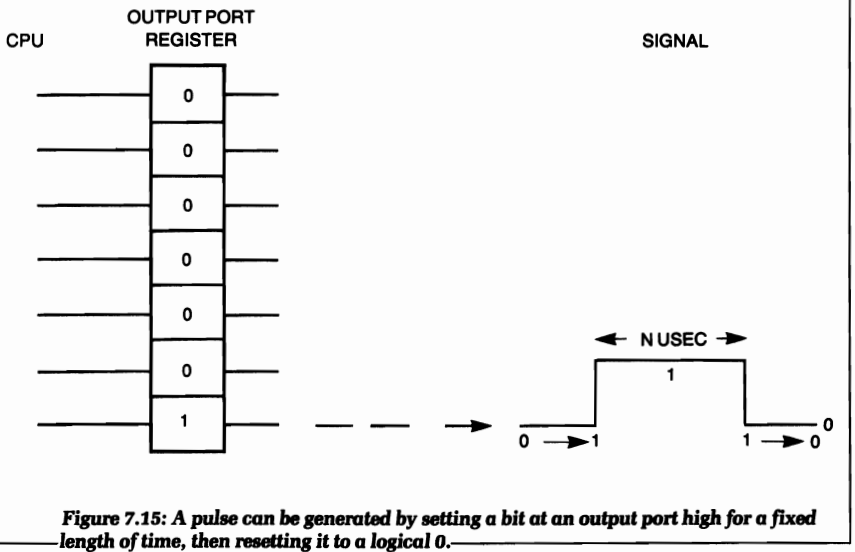 OUTPUT PORT
CPU REGISTER SIGNAL
0
0
0
0
0
0
1
N USEC
1
0
0 1 1 0
Figure 7.15: A pulse can be generated by setting a bit at an output port high for a fixed
length of time, then resetting it to a logical 0.